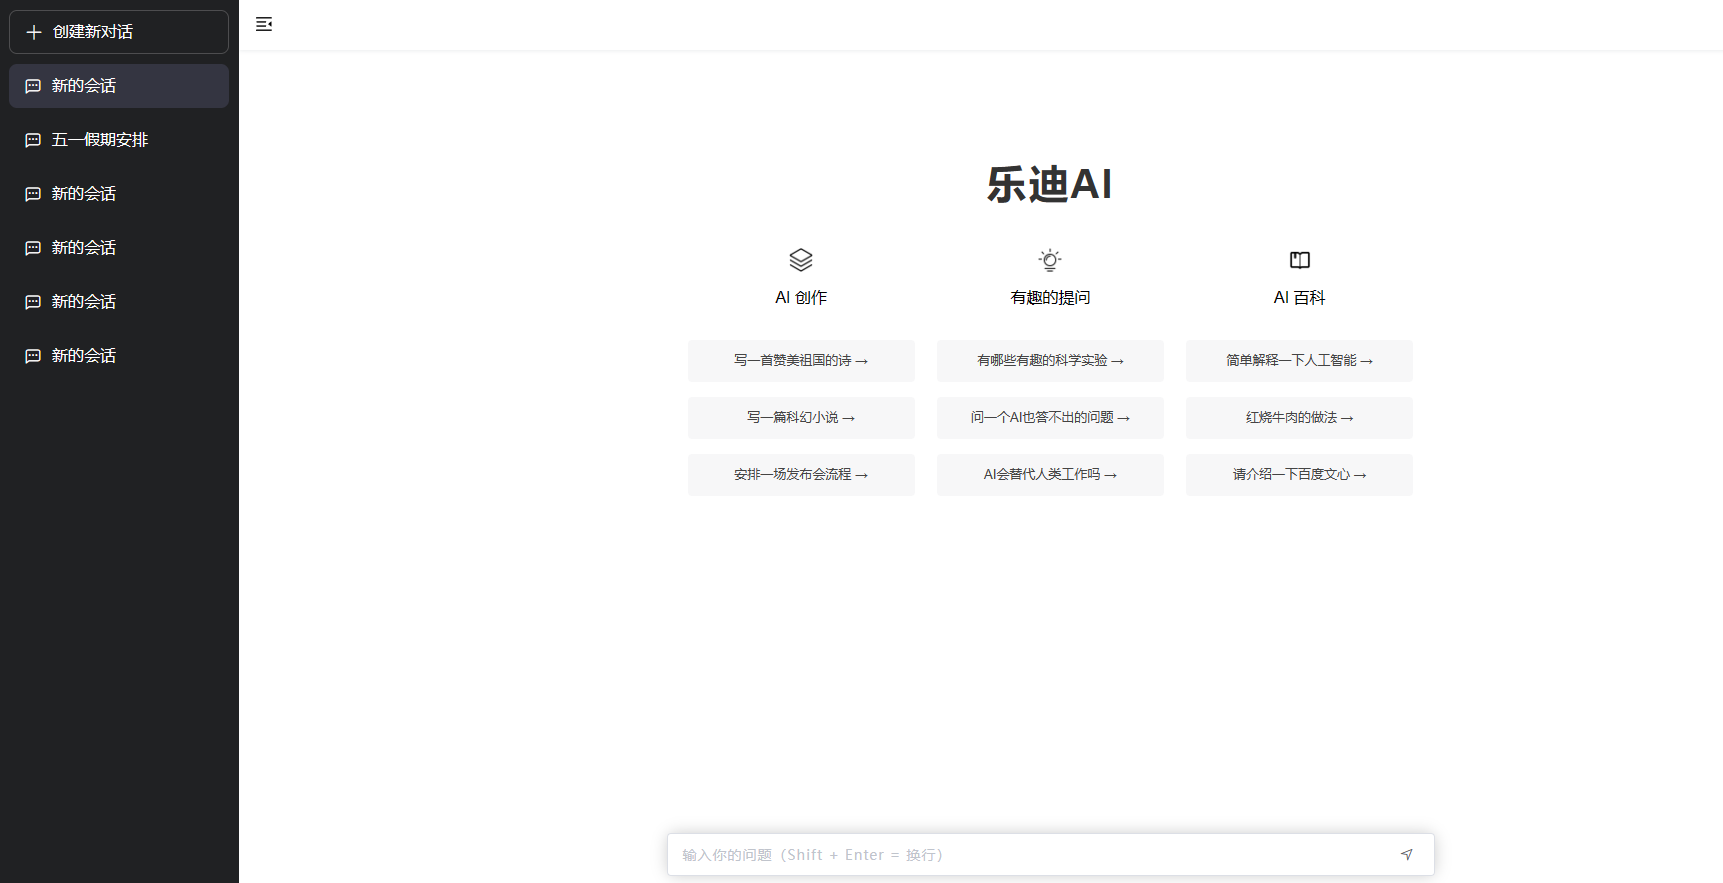 创建新对话
新的会话
五一假期安排
新的会话
新的会话
新的会话
新的会话
乐迪AI
AI 创作
有趣的提问
AI 百科
写一首赞美祖国的诗 →
有哪些有趣的科学实验 →
简单解释一下人工智能 →
写一篇科幻小说 →
问一个AI也答不出的问题 →
红烧牛肉的做法 →
安排一场发布会流程 →
AI会替代人类工作吗 →
请介绍一下百度文心 →
输入你的问题（Shift + Enter = 换行）